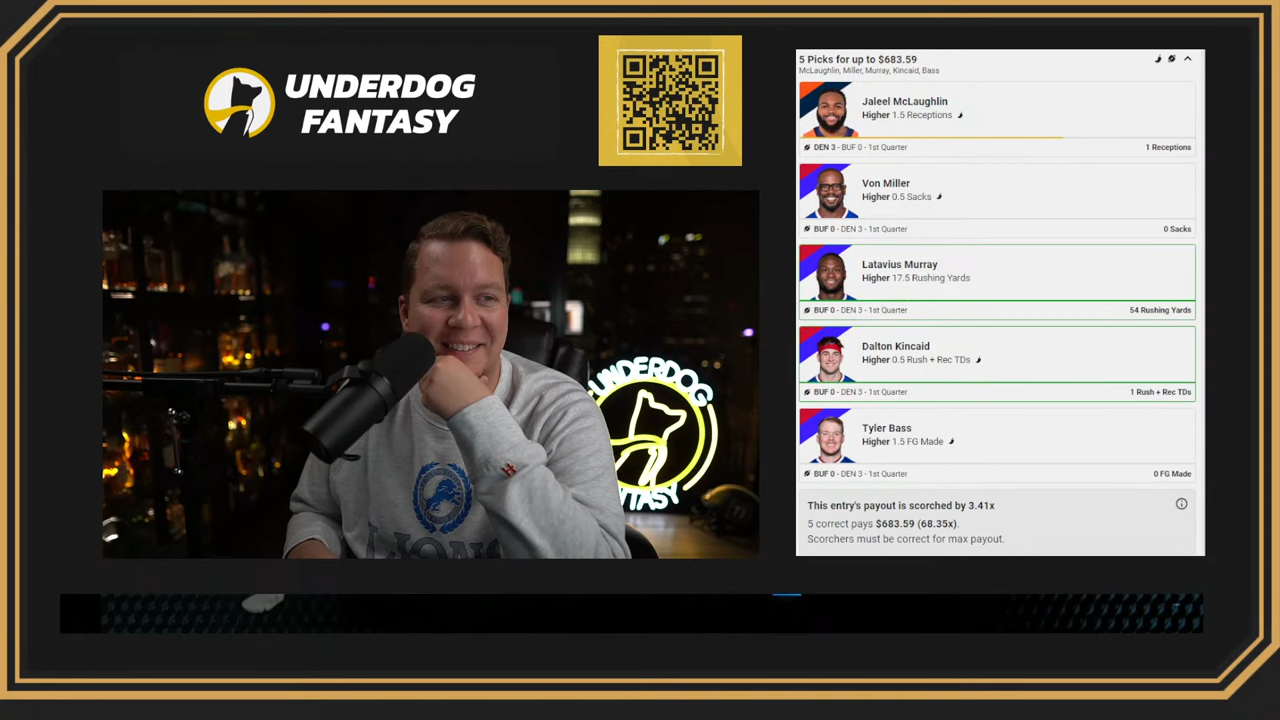 UNDERDOG
FANTASY
5 Picks for up to $683.59
McLaughlin, Miller, Murray, Kincaid, Bass
Jaleel McLaughlin
Higher 1.5 Receptions
DEN 3 - BUF 0 - 1st Quarter
1 Receptions
Von Miller
Higher 0.5 Sacks
BUF 0 - DEN 3 - 1st Quarter
0 Sacks
Latavius Murray
Higher 17.5 Rushing Yards
BUF 0 - DEN 3 - 1st Quarter
54 Rushing Yards
Dalton Kincaid
Higher 0.5 Rush + Rec TDs
BUF 0 - DEN 3 - 1st Quarter
1 Rush + Rec TDs
Tyler Bass
Higher 1.5 FG Made
BUF 0 - DEN 3 - 1st Quarter
0 FG Made
This entry's payout is scorched by 3.41x
5 correct pays $683.59 (68.35x).
Scorchers must be correct for max payout.
UNDERDOG
LIONS